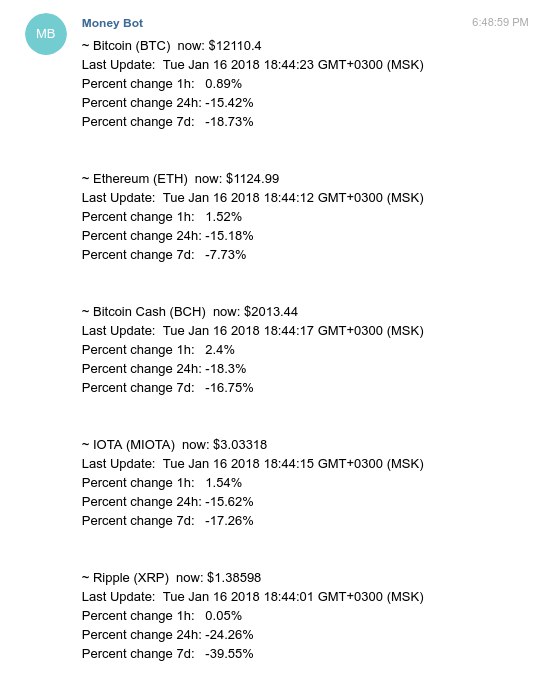 MB
Money Bot
6:48:59 PM
~ Bitcoin (BTC)  now: $12110.4
Last Update:  Tue Jan 16 2018 18:44:23 GMT+0300 (MSK)
Percent change 1h:   0.89%
Percent change 24h: -15.42%
Percent change 7d:   -18.73%
~ Ethereum (ETH)  now: $1124.99
Last Update:  Tue Jan 16 2018 18:44:12 GMT+0300 (MSK)
Percent change 1h:   1.52%
Percent change 24h: -15.18%
Percent change 7d:   -7.73%
~ Bitcoin Cash (BCH)  now: $2013.44
Last Update:  Tue Jan 16 2018 18:44:17 GMT+0300 (MSK)
Percent change 1h:   2.4%
Percent change 24h: -18.3%
Percent change 7d:   -16.75%
~ IOTA (MIOTA)  now: $3.03318
Last Update:  Tue Jan 16 2018 18:44:15 GMT+0300 (MSK)
Percent change 1h:   1.54%
Percent change 24h: -15.62%
Percent change 7d:   -17.26%
~ Ripple (XRP)  now: $1.38598
Last Update:  Tue Jan 16 2018 18:44:01 GMT+0300 (MSK)
Percent change 1h:   0.05%
Percent change 24h: -24.26%
Percent change 7d:   -39.55%